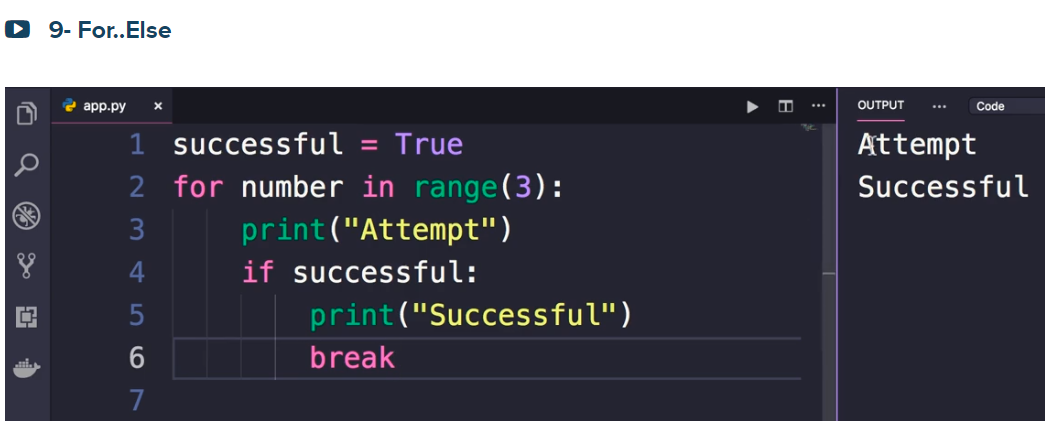 9- For..Else
app.py
OUTPUT
Code
1 successful = True
2 for number in range(3):
3 print("Attempt")
4 if successful:
5 print("Successful")
6 break
7
Attempt
Successful